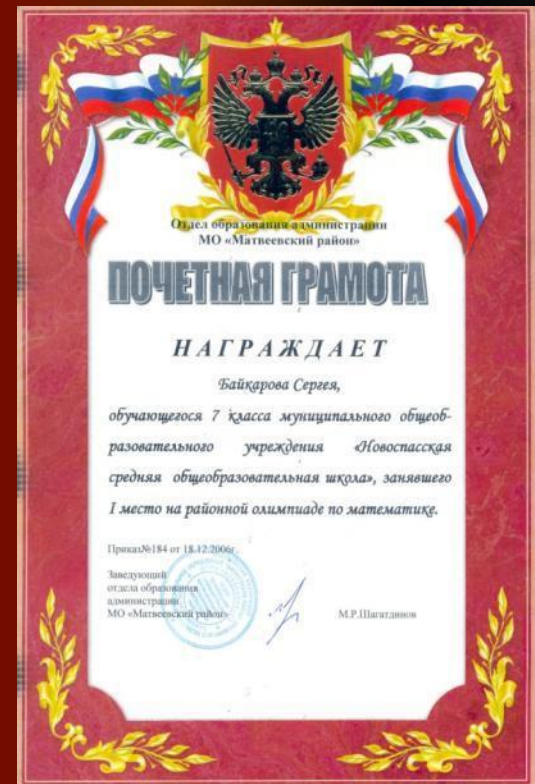 Отдел образования администрации
МО «Матвеевский район»
ПОЧЕТНАЯ ГРАМОТА
НАГРАЖДАЕТ
Байкарова Сергея,
обучающегося 7 класса муниципального общеоб-
разовательного учреждения «Новоспасская
средняя общеобразовательная школа», занявшего
I место на районной олимпиаде по математике.
Приказ№184 от 18.12.2006г.
Заведующий
отдела образования
администрации
МО «Матвеевский район»
М.Р.Шагатдинов